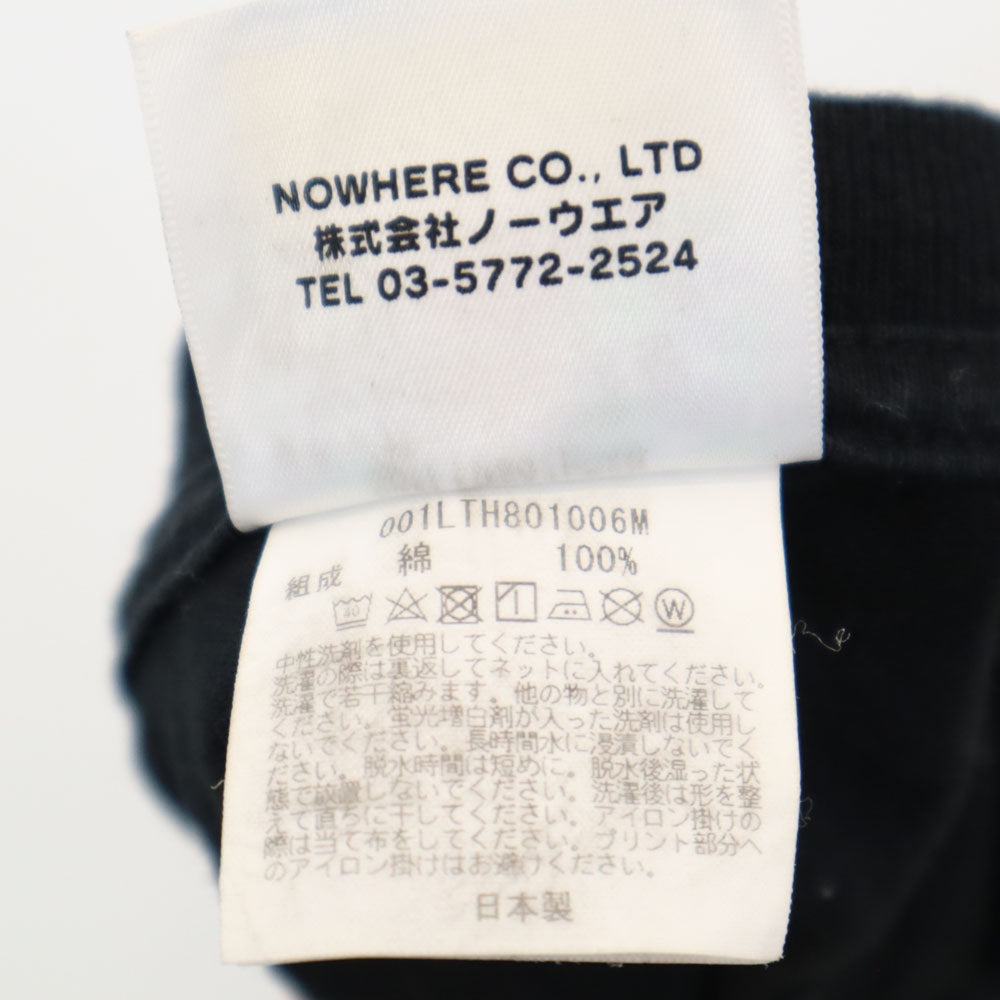 NOWHERE CO., LTD
株式会社ノーウエア
TEL 03-5772-2524
001LTH801006M
綿 100%
組成
40
W
中性洗剤を使用してください。
洗濯の際は裏返してネットに入れてください。
洗濯で若干縮みます。他の物と別に洗濯して
ください。蛍光増白剤が入った洗剤は使用し
ないでください。長時間水に浸漬しないでく
ださい。脱水時間は短めに。脱水後湿った状
態で放置しないでください。洗濯後は形を整
えて直ちに干してください。アイロン掛けの
際は当て布をしてください。プリント部分へ
のアイロン掛けはお避けください。
日本製